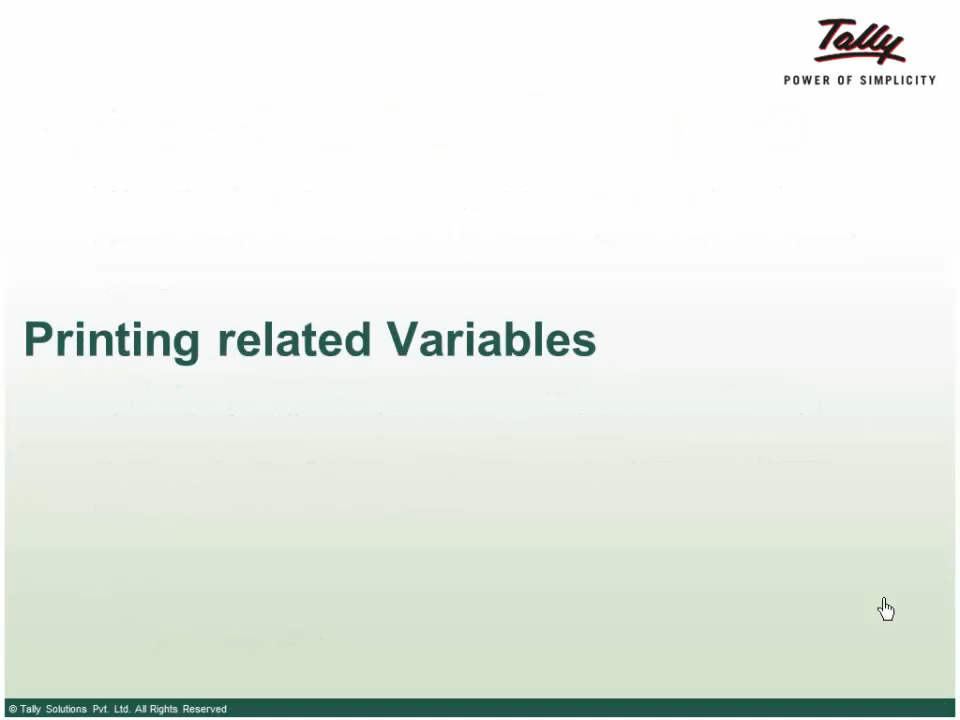 Tally
POWER OF SIMPLICITY
Printing related Variables
© Tally Solutions Pvt. Ltd. All Rights Reserved